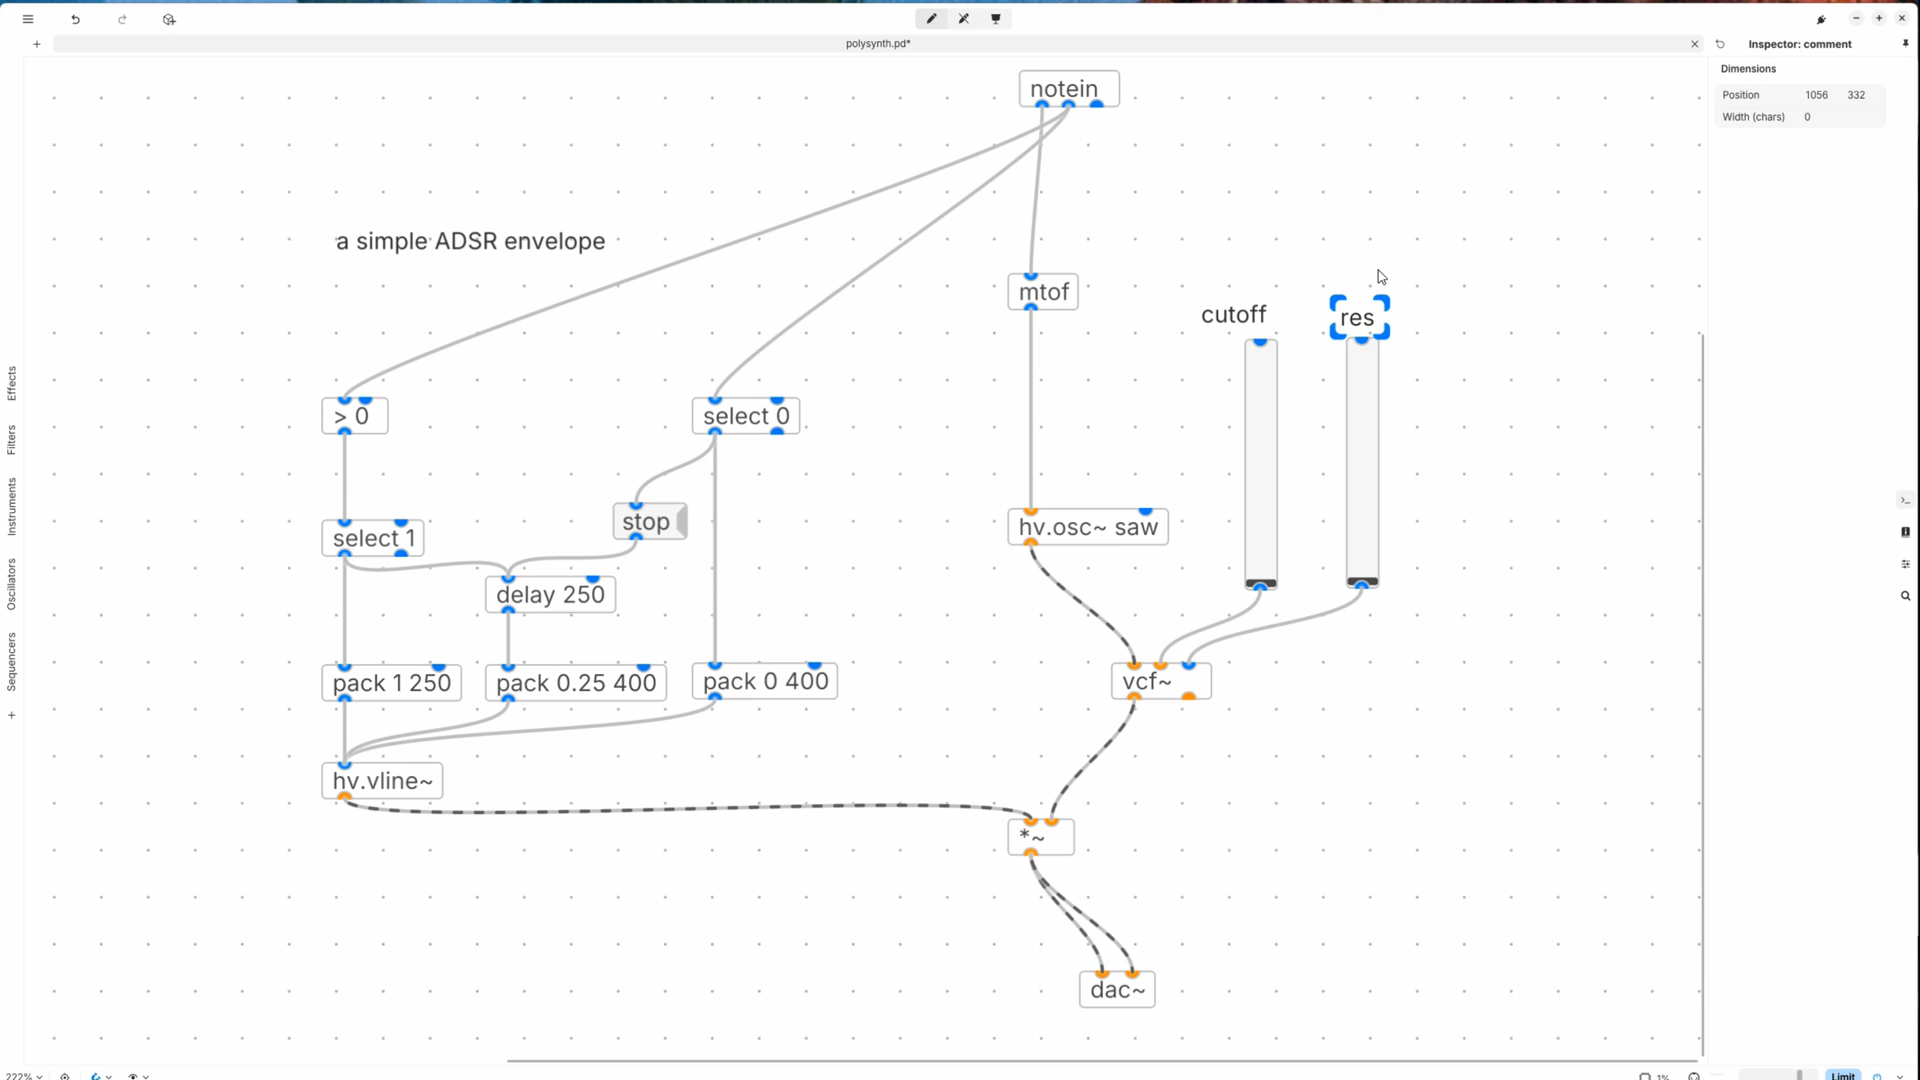 polysynth.pd*
Inspector: comment
Dimensions
Position 1056 332
Width (chars) 0
notein
a simple ADSR envelope
mtof
cutoff
res
> 0
select 0
stop
hv.osc~ saw
select 1
delay 250
pack 1 250
pack 0.25 400
pack 0 400
vcf~
hv.vline~
*~
dac~
Effects
Filters
Instruments
Oscillators
Sequencers
222%
1%
Limit